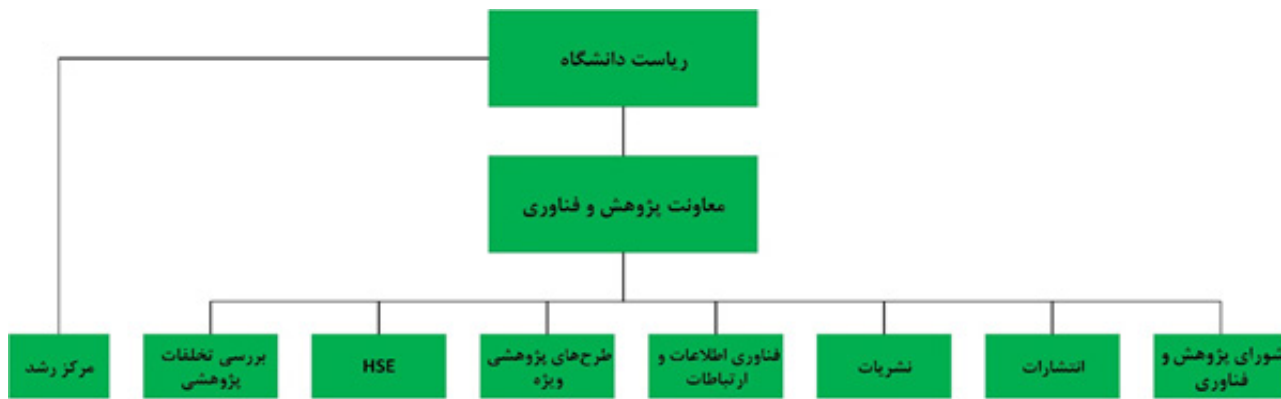 ریاست دانشگاه
معاونت پژوهش و فناوری
شورای پژوهش و
فناوری
انتشارات
نشریات
فناوری اطلاعات و
ارتباطات
طرح‌های پژوهشی
ویژه
HSE
بررسی تخلفات
پژوهشی
مرکز رشد